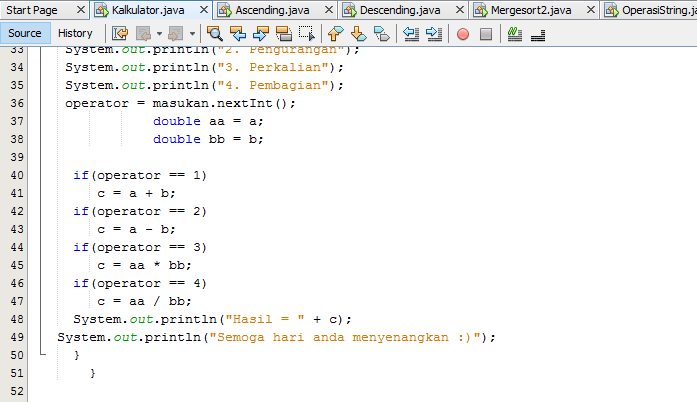 Start Page Kalkulator.java Ascending.java Descending.java Mergesort2.java OperasiString.ja
Source History
33 System.out.println("2. Pengurangan");
34 System.out.println("3. Perkalian");
35 System.out.println("4. Pembagian");
36 operator = masukan.nextInt();
37 double aa = a;
38 double bb = b;
39
40 if(operator == 1)
41 c = a + b;
42 if(operator == 2)
43 c = a - b;
44 if(operator == 3)
45 c = aa * bb;
46 if(operator == 4)
47 c = aa / bb;
48 System.out.println("Hasil = " + c);
49 System.out.println("Semoga hari anda menyenangkan :)");
50 }
51 }
52